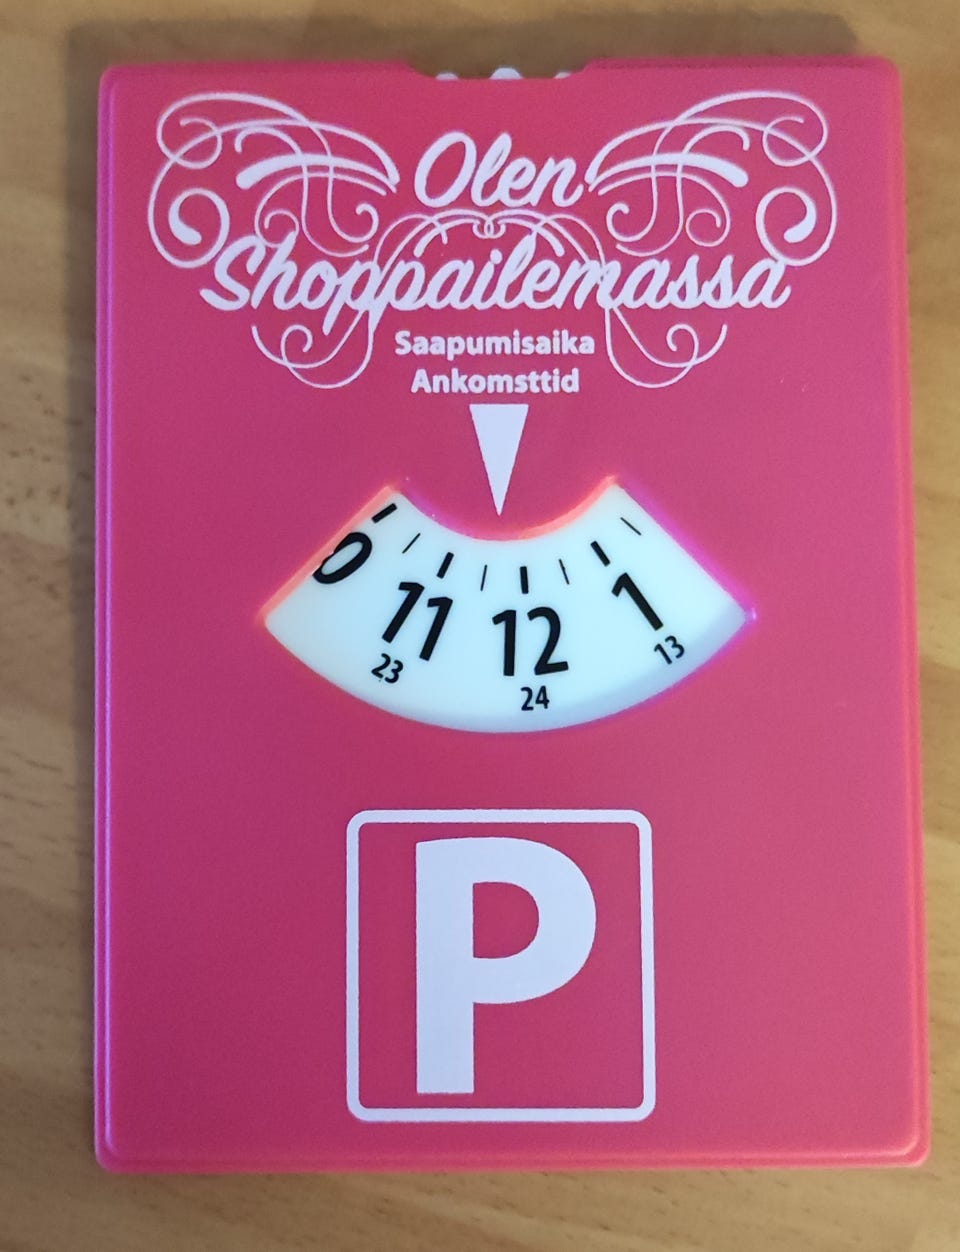 Olen
Shoppailemassa
Saapumisaika
Ankomsttid
0 11 12 1
23 24 13
P